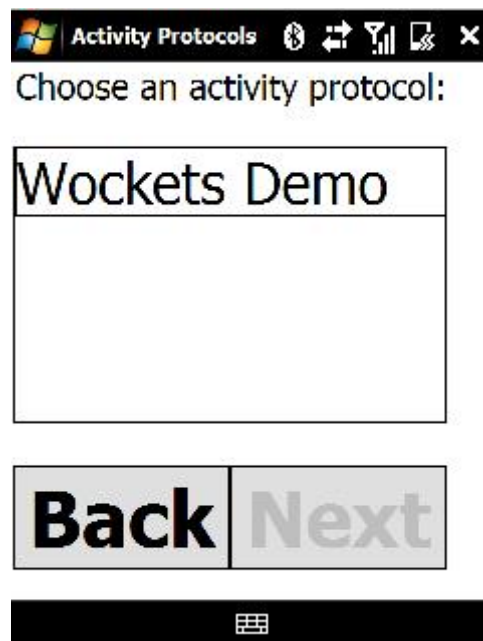 Activity Protocols
Choose an activity protocol:
Wockets Demo
Back Next